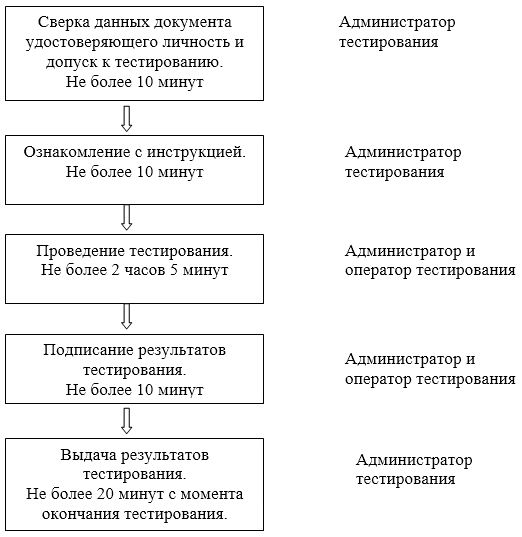 Сверка данных документа
удостоверяющего личность и
допуск к тестированию.
Не более 10 минут
Администратор
тестирования
Ознакомление с инструкцией.
Не более 10 минут
Администратор
тестирования
Проведение тестирования.
Не более 2 часов 5 минут
Администратор и
оператор тестирования
Подписание результатов
тестирования.
Не более 10 минут
Администратор и
оператор тестирования
Выдача результатов
тестирования.
Не более 20 минут с момента
окончания тестирования.
Администратор
тестирования